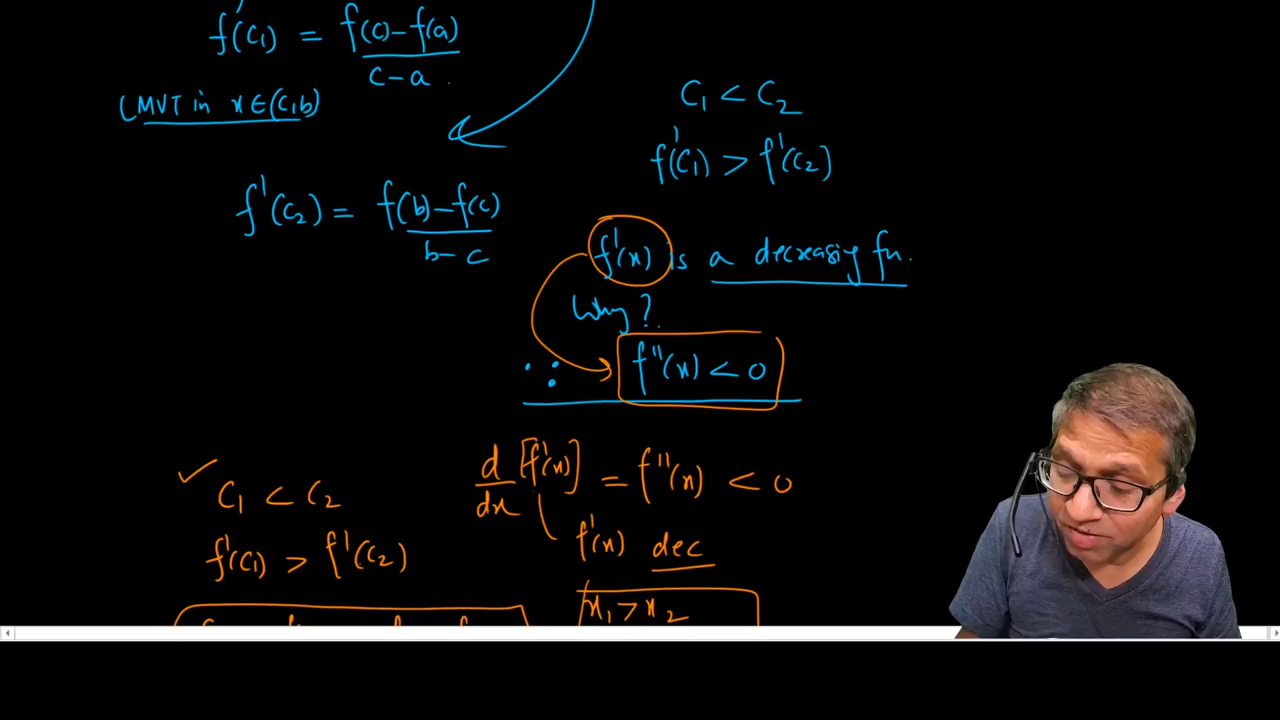 f'(c₁) = f(c)-f(a)
c-a
LMVT in x∈(c,b)
f'(c₂) = f(b)-f(c)
b-c
c₁ < c₂
f'(c₁) > f'(c₂)
f'(x) is a decreasing fn.
Why?
∵ f''(x) < 0
c₁ < c₂
f'(c₁) > f'(c₂)
d/dx [f'(x)] = f''(x) < 0
f'(x) dec
x₁ > x₂